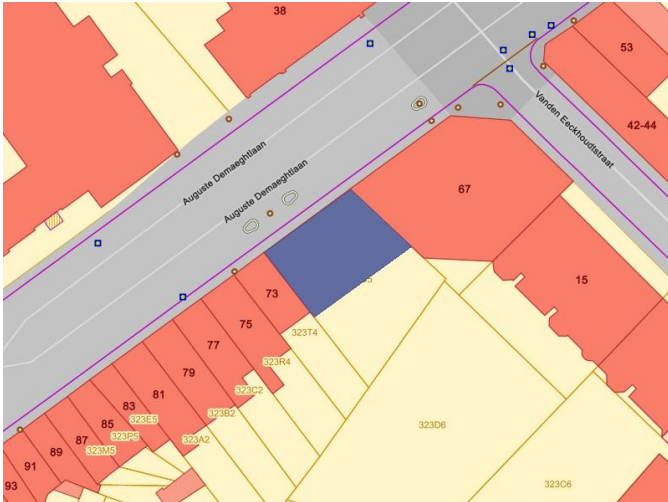 38
53
42-44
Vanden Eeckhoudtstraat
Auguste Demaeghtlaan
Auguste Demaeghtlaan
67
15
73
323T4
75
323R4
77
323C2
79
323B2
81
323A2
83
323E5
85
323P5
87
323M5
89
91
93
323D6
323C6